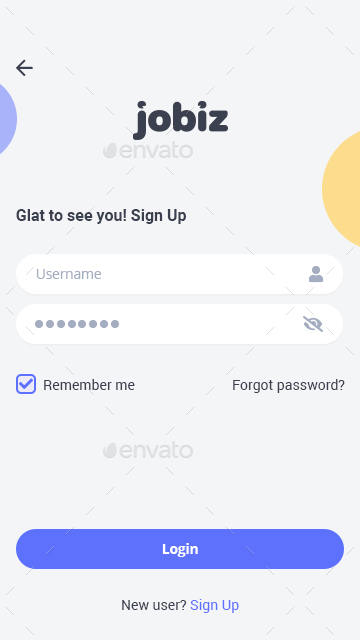 jobiz
envato
Glat to see you! Sign Up
Username
Remember me
Forgot password?
envato
Login
New user? Sign Up